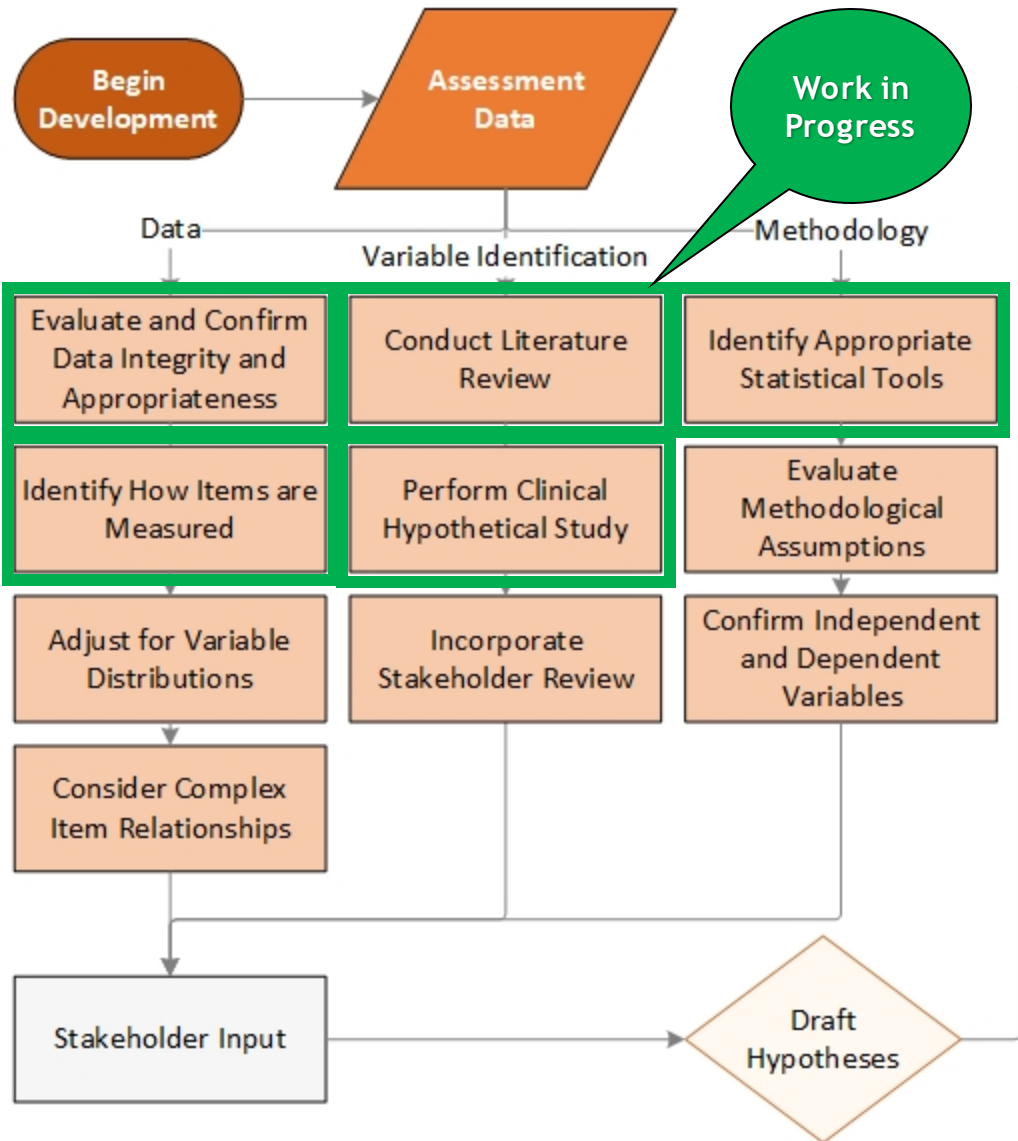 Begin
Development
Assessment
Data
Work in
Progress
Data
Variable Identification
Methodology
Evaluate and Confirm
Data Integrity and
Appropriateness
Conduct Literature
Review
Identify Appropriate
Statistical Tools
Identify How Items are
Measured
Perform Clinical
Hypothetical Study
Evaluate
Methodological
Assumptions
Adjust for Variable
Distributions
Incorporate
Stakeholder Review
Confirm Independent
and Dependent
Variables
Consider Complex
Item Relationships
Stakeholder Input
Draft
Hypotheses